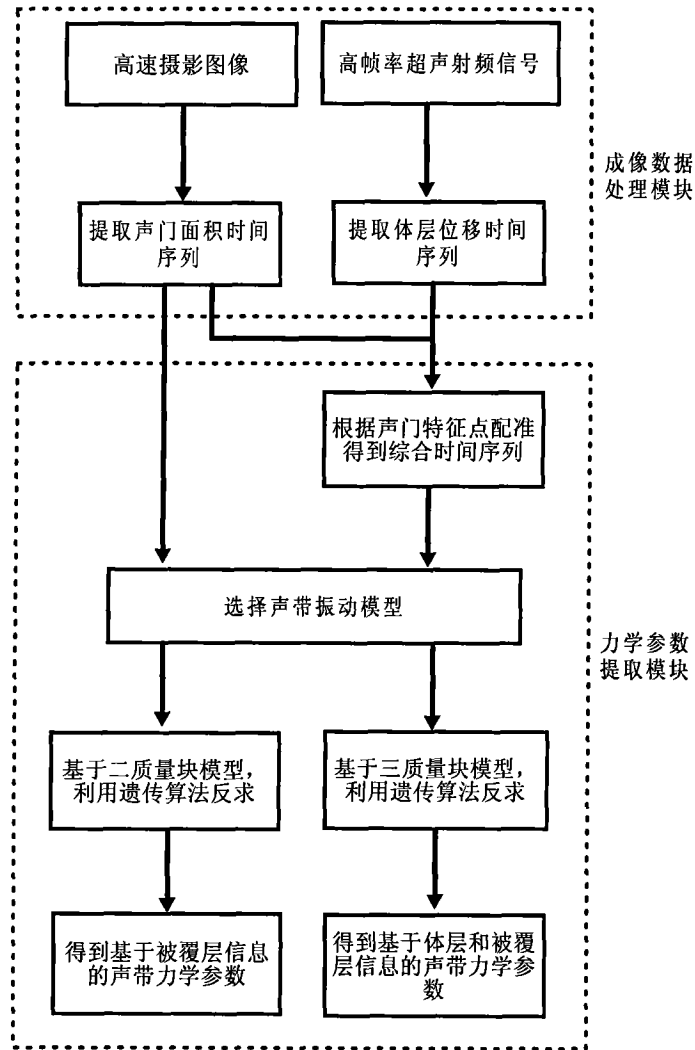 高速摄影图像
高帧率超声射频信号
成像数据
处理模块
提取声门面积时间
序列
提取体层位移时间
序列
根据声门特征点配准
得到综合时间序列
选择声带振动模型
力学参数
提取模块
基于二质量块模型，
利用遗传算法反求
基于三质量块模型，
利用遗传算法反求
得到基于被覆层信息
的声带力学参数
得到基于体层和被覆
层信息的声带力学参
数